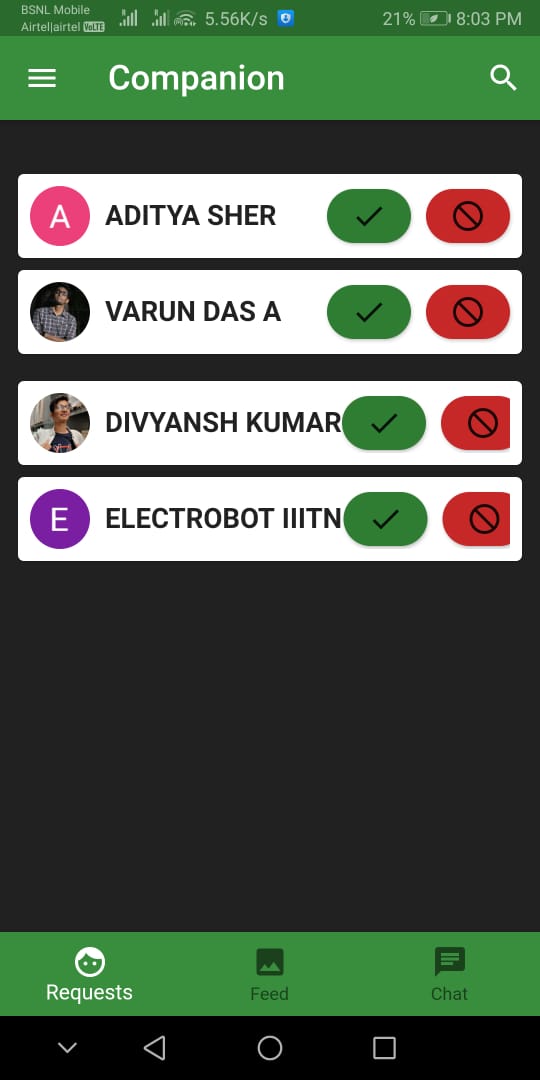 BSNL Mobile
Airtel|airtel VoLTE
5.56K/s
21%
8:03 PM
Companion
A
ADITYA SHER
VARUN DAS A
DIVYANSH KUMAR
E
ELECTROBOT IIITN
Requests
Feed
Chat